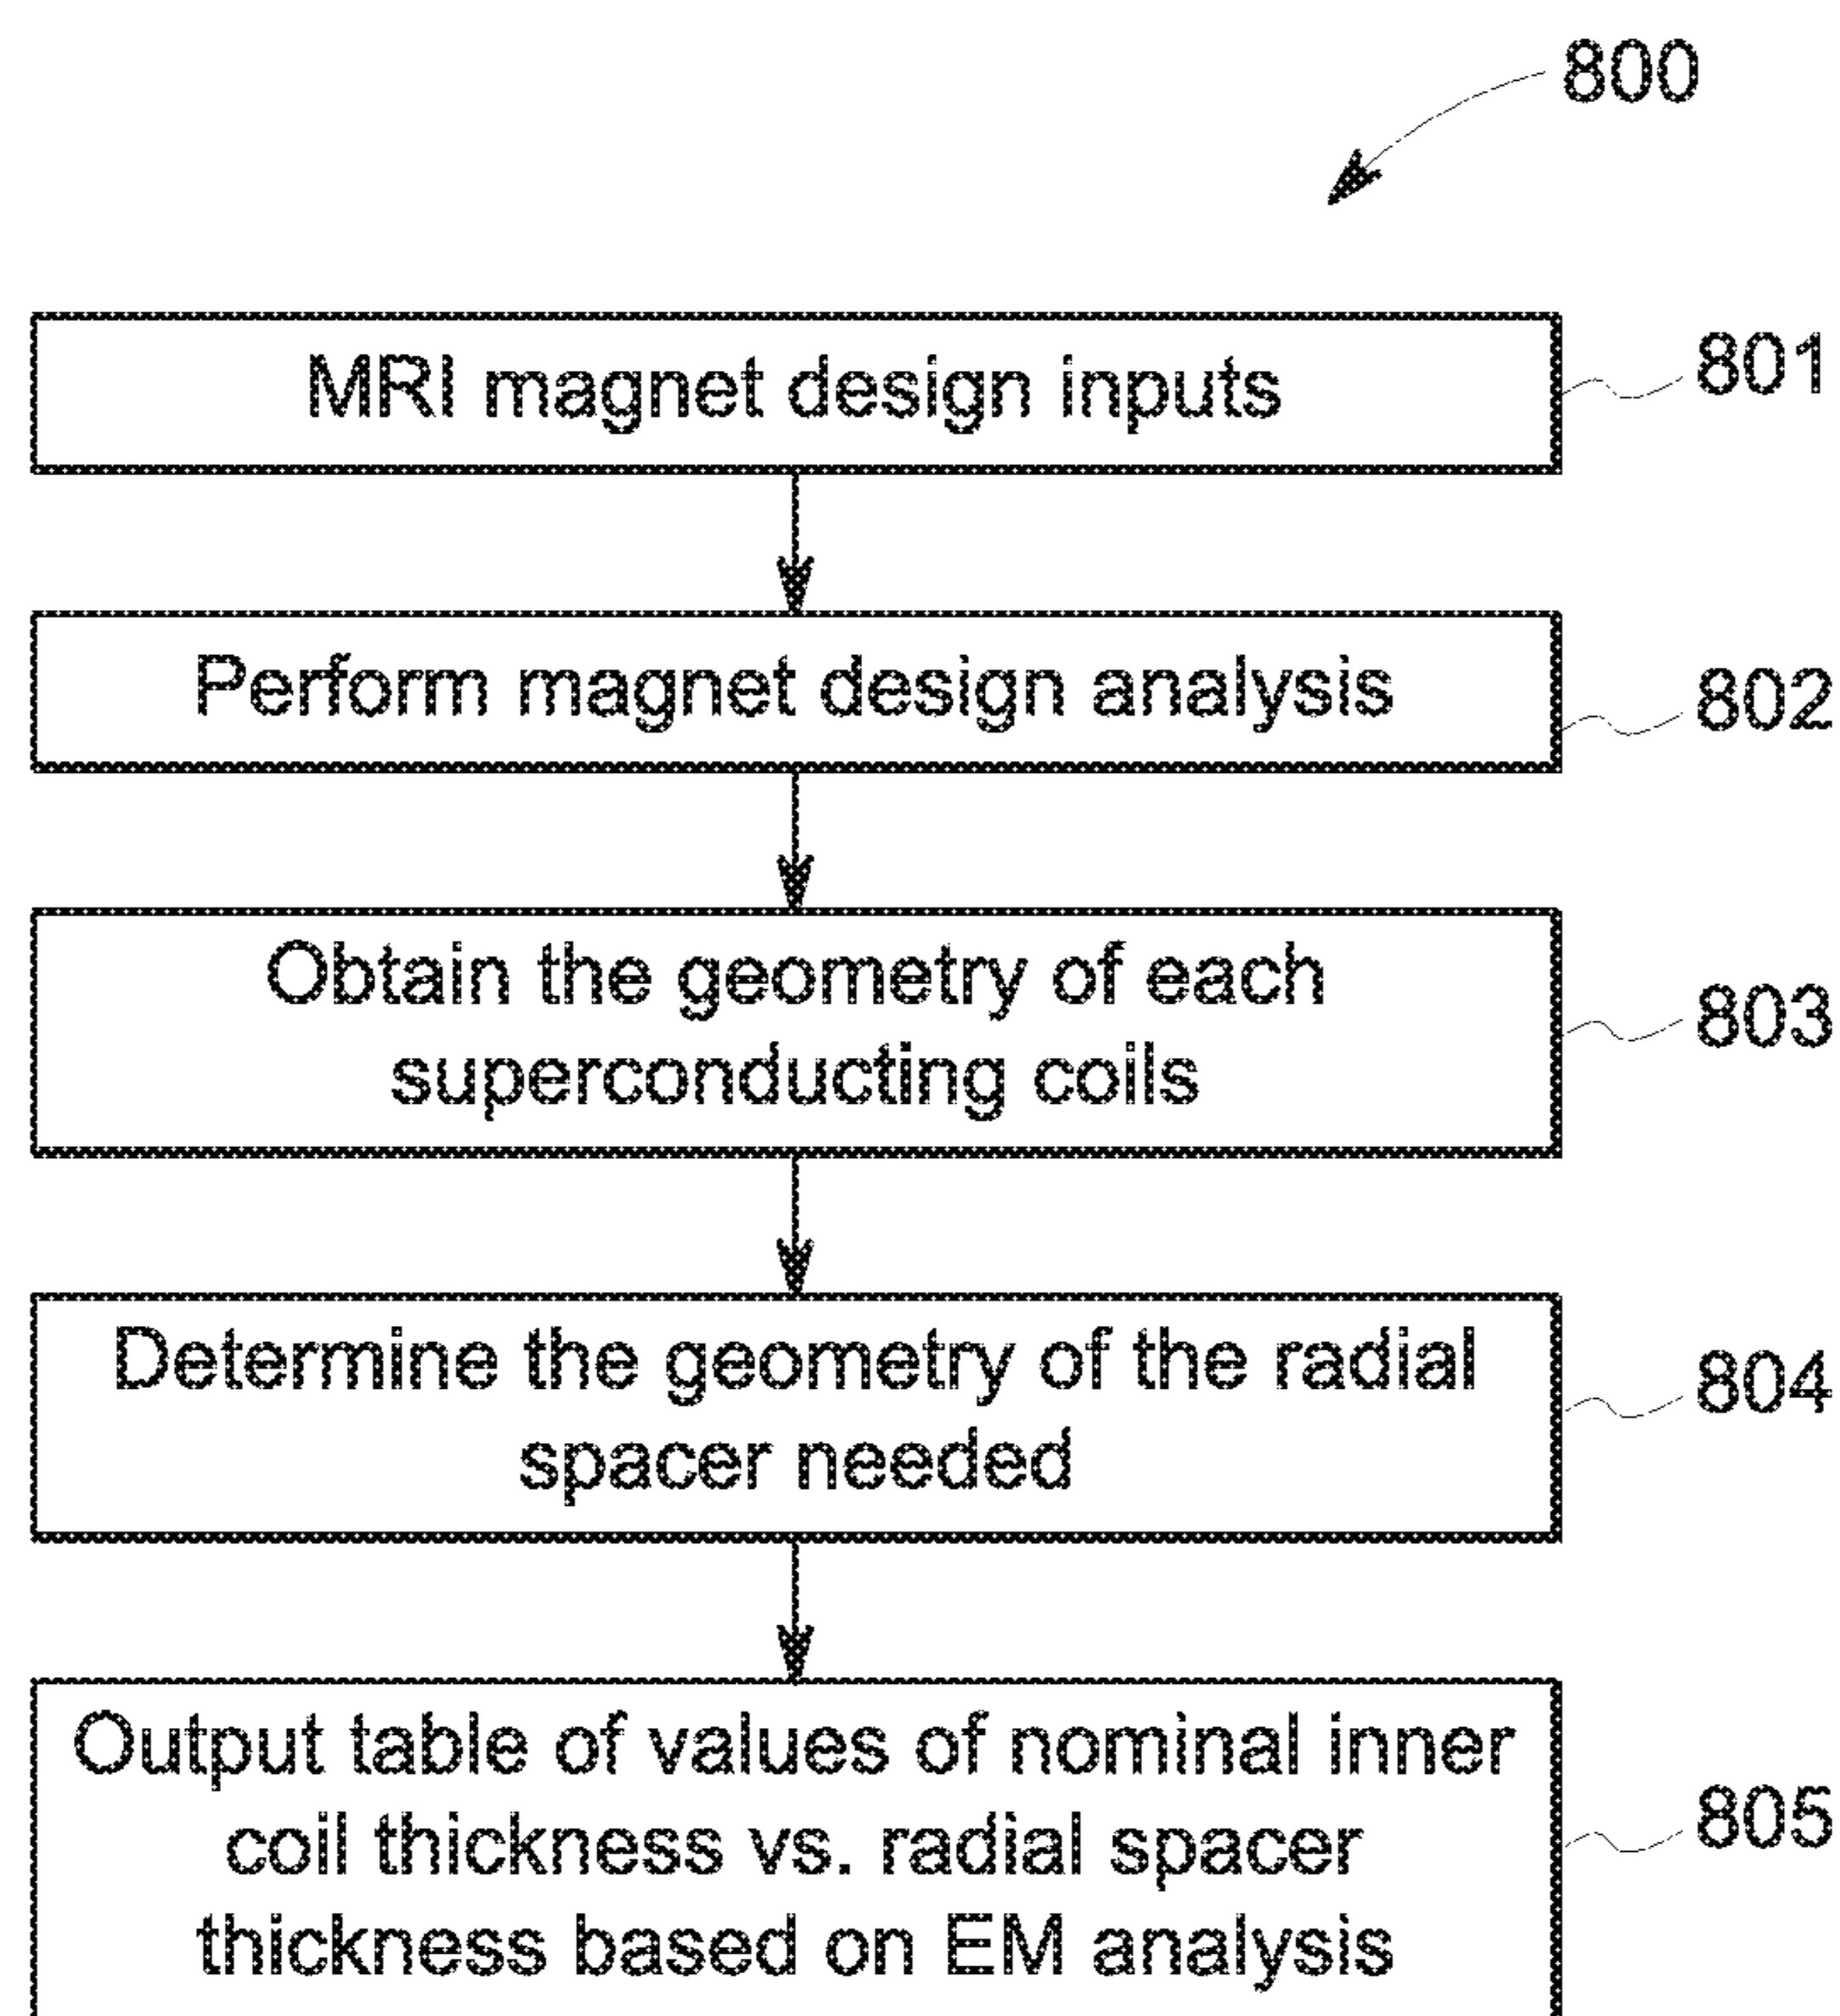 800
MRI magnet design inputs
801
Perform magnet design analysis
802
Obtain the geometry of each
superconducting coils
803
Determine the geometry of the radial
spacer needed
804
Output table of values of nominal inner
coil thickness vs. radial spacer
thickness based on EM analysis
805